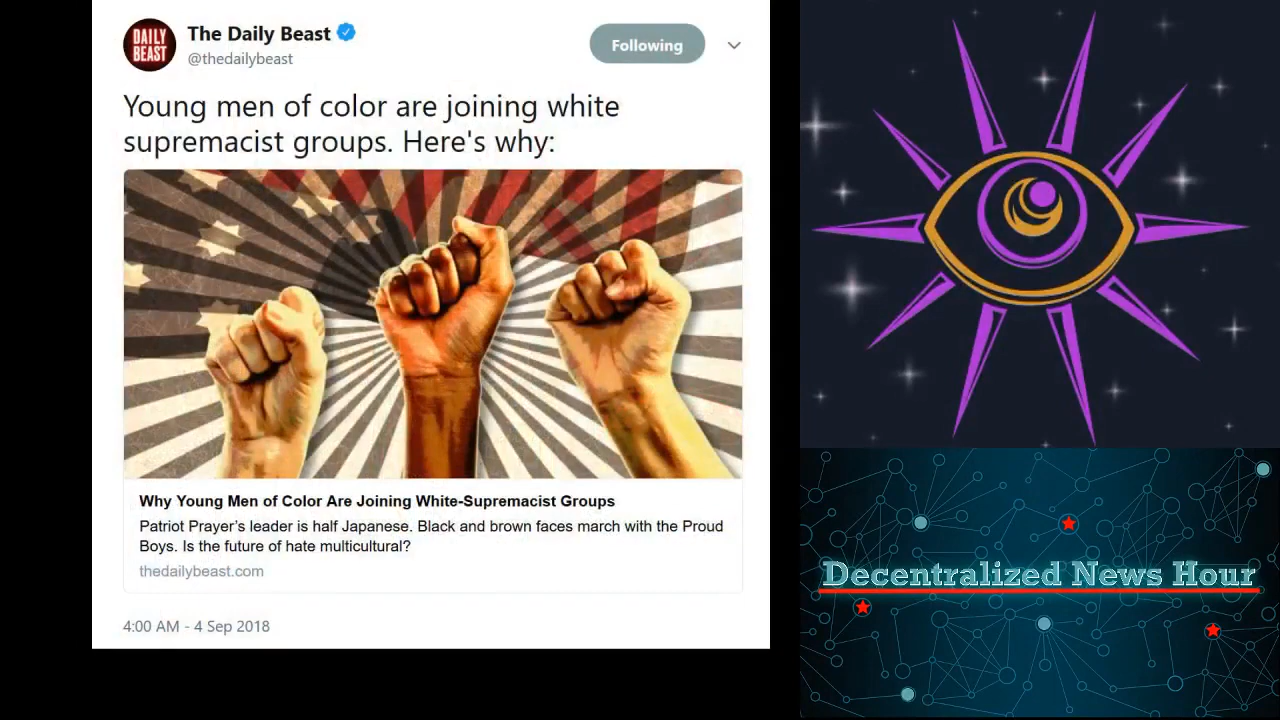 DAILY
BEAST
The Daily Beast
@thedailybeast
Following
Young men of color are joining white
supremacist groups. Here's why:
Why Young Men of Color Are Joining White-Supremacist Groups
Patriot Prayer's leader is half Japanese. Black and brown faces march with the Proud
Boys. Is the future of hate multicultural?
thedailybeast.com
4:00 AM - 4 Sep 2018
Decentralized News Hour